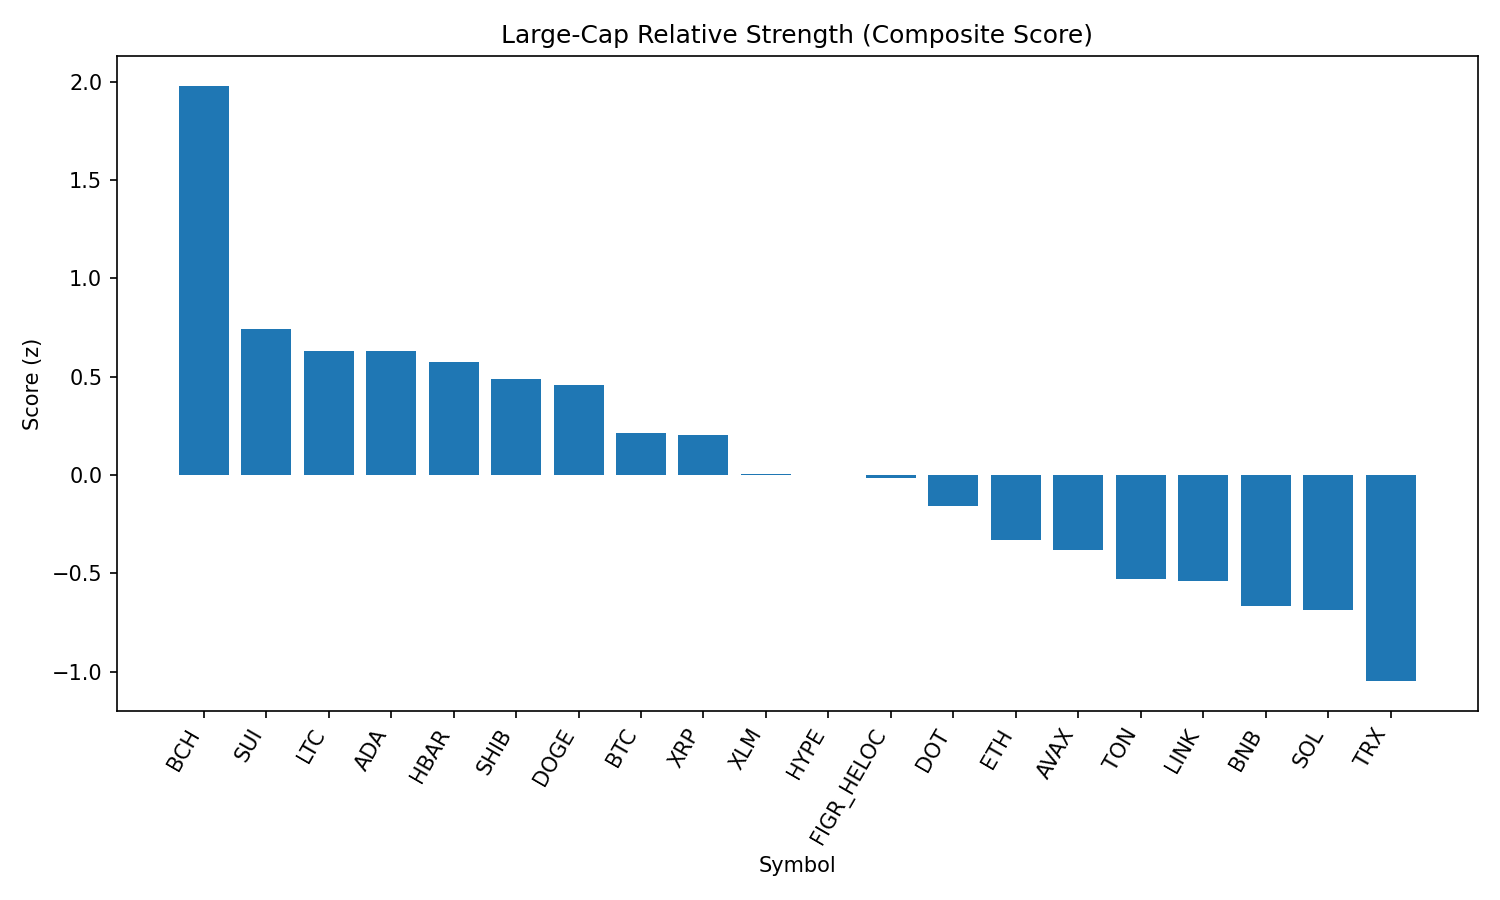 Large-Cap Relative Strength (Composite Score)
2.0
1.5
1.0
0.5
0.0
−0.5
−1.0
Score (z)
BCH
SUI
LTC
ADA
HBAR
SHIB
DOGE
BTC
XRP
XLM
HYPE
FIGR_HELOC
DOT
ETH
AVAX
TON
LINK
BNB
SOL
TRX
Symbol